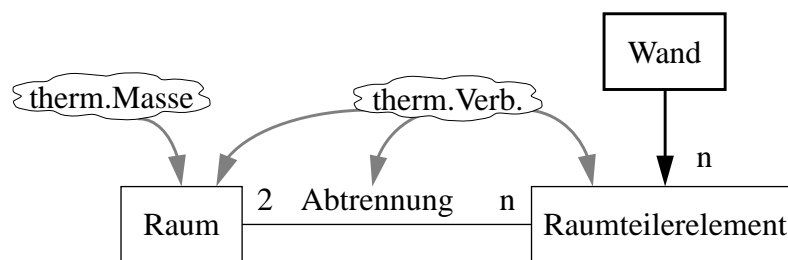 Wand
therm.Masse
therm.Verb.
n
2 Abtrennung n
Raum
Raumteilerelement